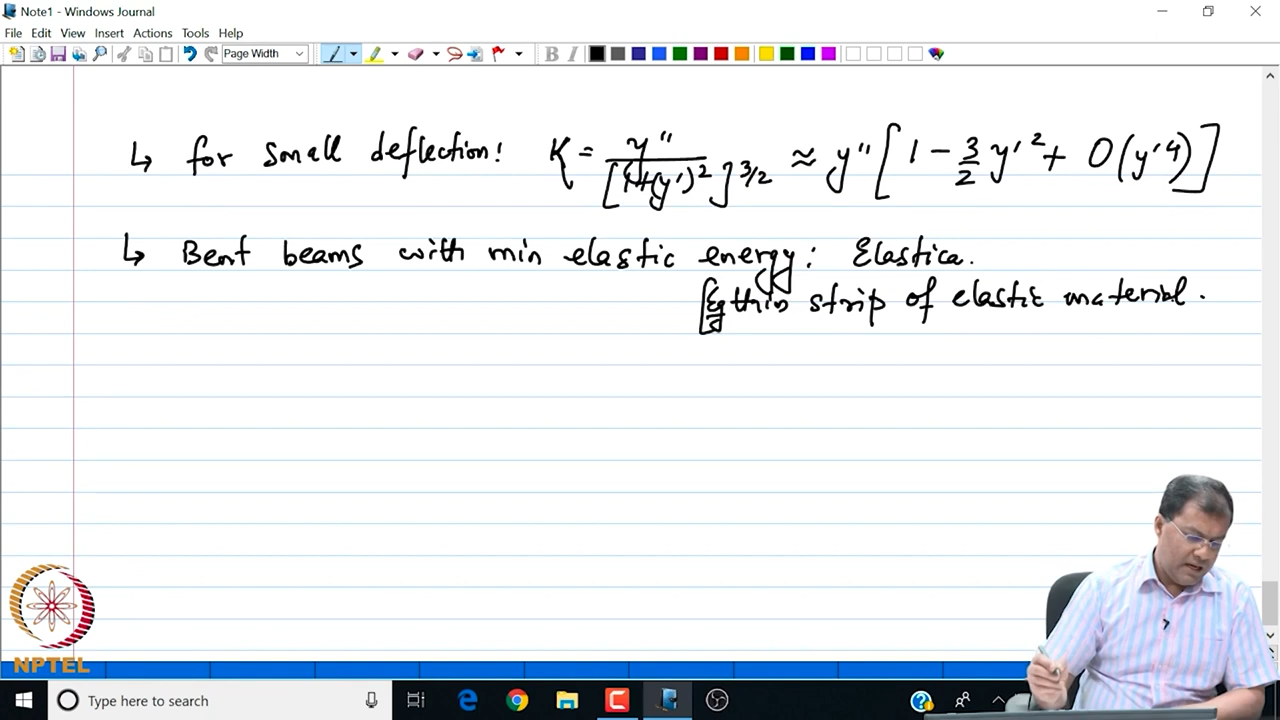 Note1 - Windows Journal
File Edit View Insert Actions Tools Help
Page Width
B I
↳ for small deflection! K = y'' / [1+(y')²]^3/2 ≈ y'' [1 - 3/2 y'² + O(y'⁴)]
↳ Bent beams with min elastic energy: Elastica.
[Eg thin strip of elastic material.
NPTEL
Type here to search